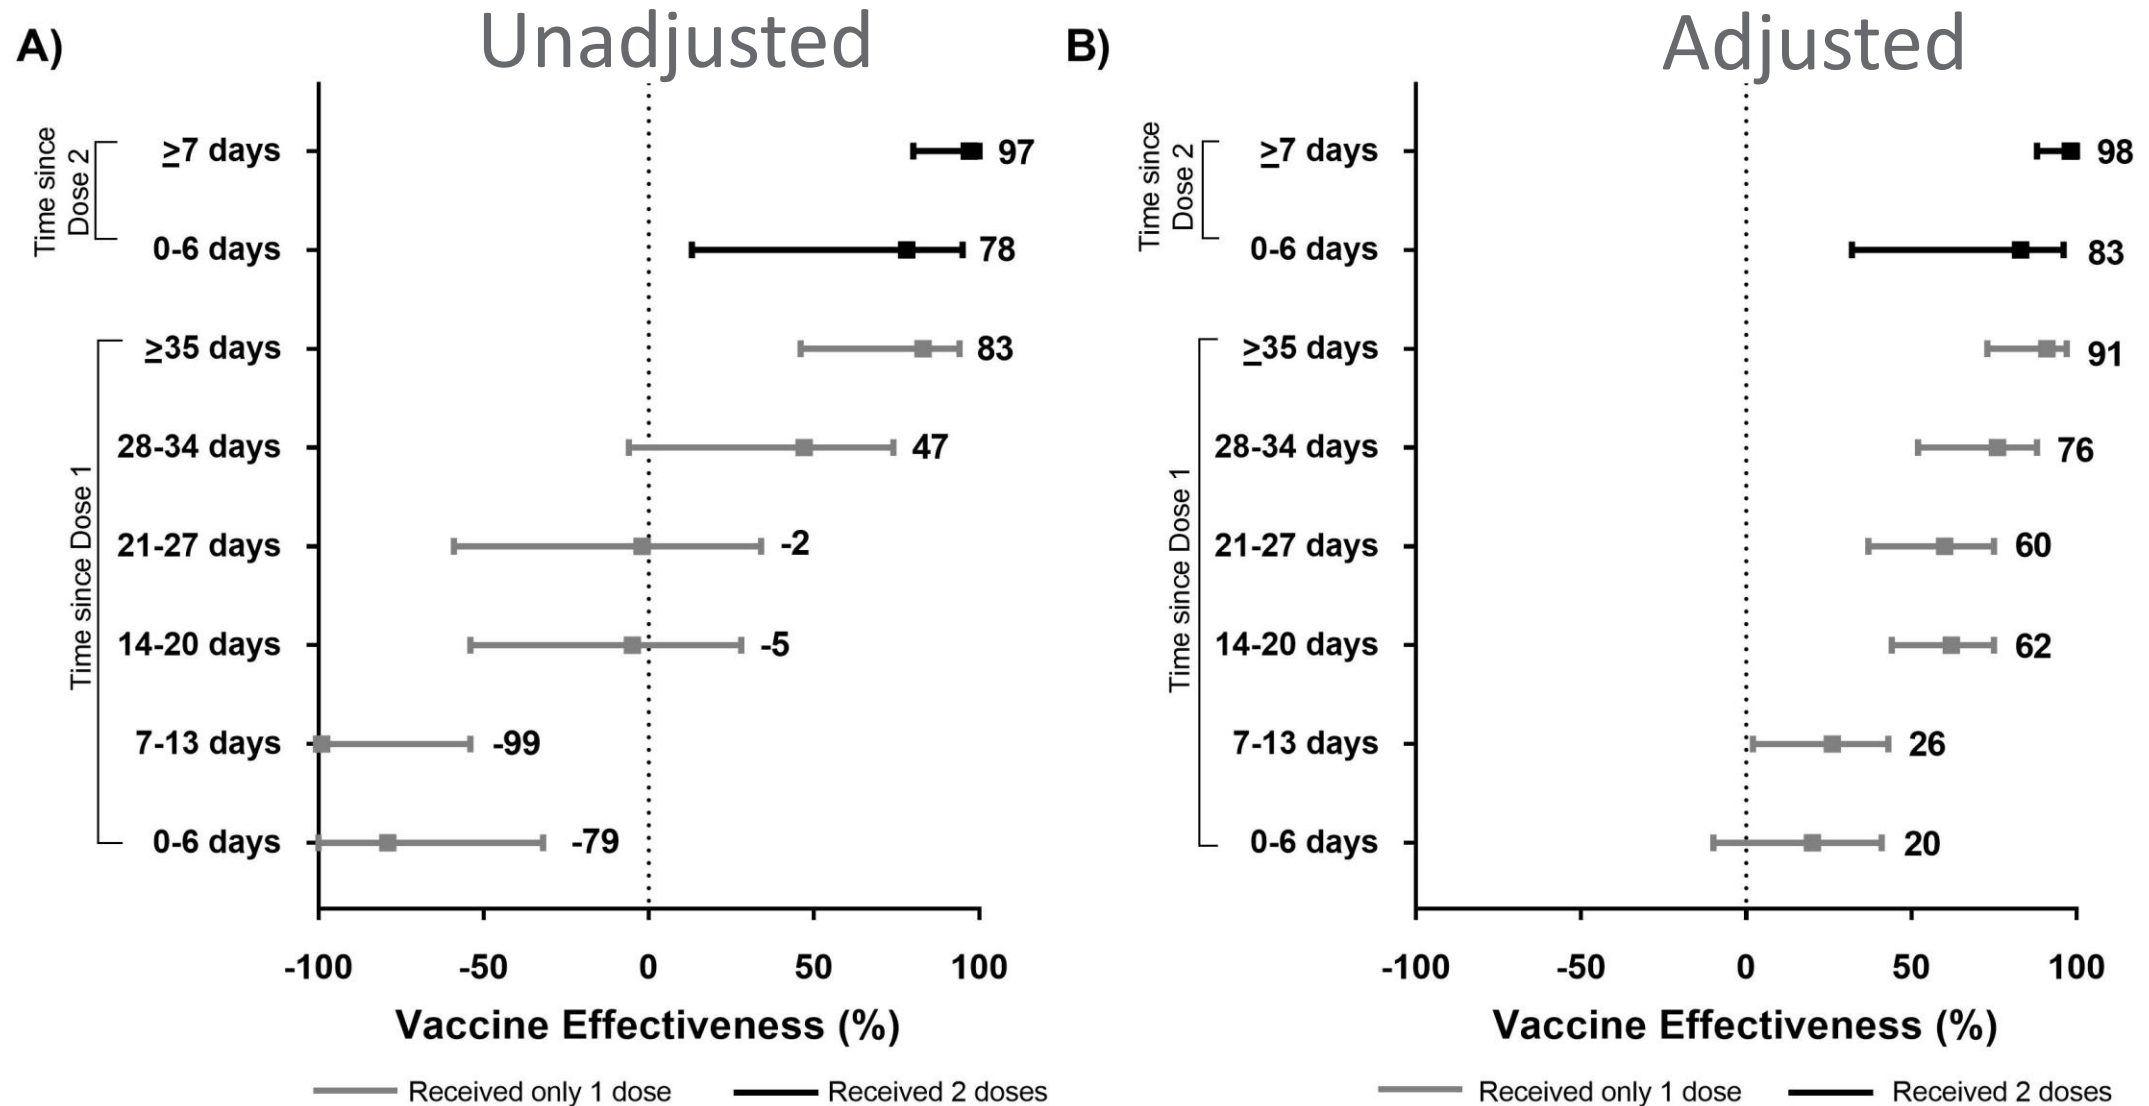 A)
Unadjusted
Time since
Dose 2
≥7 days
97
0-6 days
78
Time since Dose 1
≥35 days
83
28-34 days
47
21-27 days
-2
14-20 days
-5
7-13 days
-99
0-6 days
-79
-100 -50 0 50 100
Vaccine Effectiveness (%)
Received only 1 dose
Received 2 doses
B)
Adjusted
Time since
Dose 2
≥7 days
98
0-6 days
83
Time since Dose 1
≥35 days
91
28-34 days
76
21-27 days
60
14-20 days
62
7-13 days
26
0-6 days
20
-100 -50 0 50 100
Vaccine Effectiveness (%)
Received only 1 dose
Received 2 doses